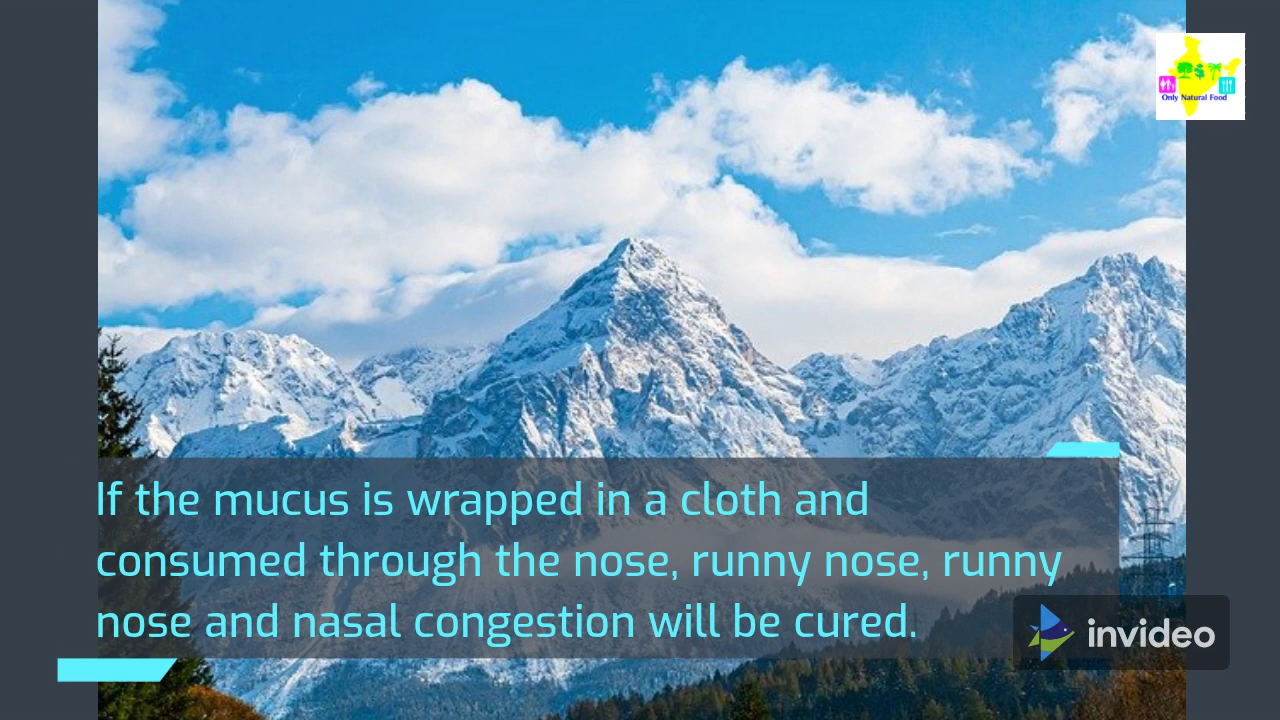 Only Natural Food
If the mucus is wrapped in a cloth and
consumed through the nose, runny nose, runny
nose and nasal congestion will be cured.
invideo